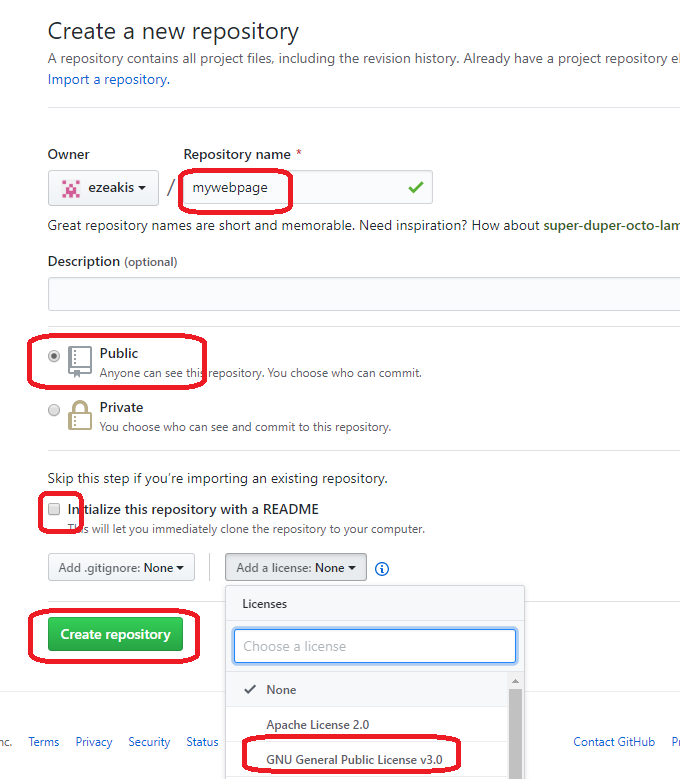 Create a new repository
A repository contains all project files, including the revision history. Already have a project repository
Import a repository.
Owner
Repository name *
ezeakis
/
mywebpage
Great repository names are short and memorable. Need inspiration? How about super-duper-octo-lam
Description (optional)
Public
Anyone can see this repository. You choose who can commit.
Private
You choose who can see and commit to this repository.
Skip this step if you’re importing an existing repository.
Initialize this repository with a README
This will let you immediately clone the repository to your computer.
Add .gitignore: None
Add a license: None
Licenses
Create repository
Choose a license
None
Apache License 2.0
nc. Terms Privacy Security Status
Contact GitHub
GNU General Public License v3.0